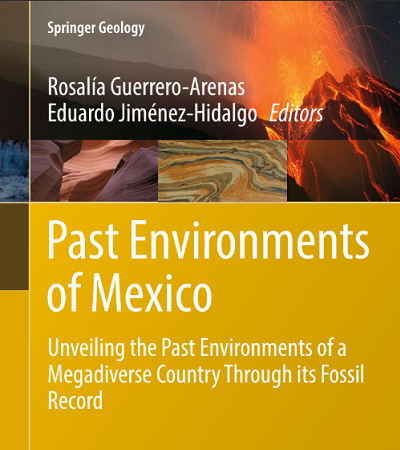 Springer Geology
Rosalía Guerrero-Arenas
Eduardo Jiménez-Hidalgo Editors
Past Environments
of Mexico
Unveiling the Past Environments of a
Megadiverse Country Through its Fossil
Record